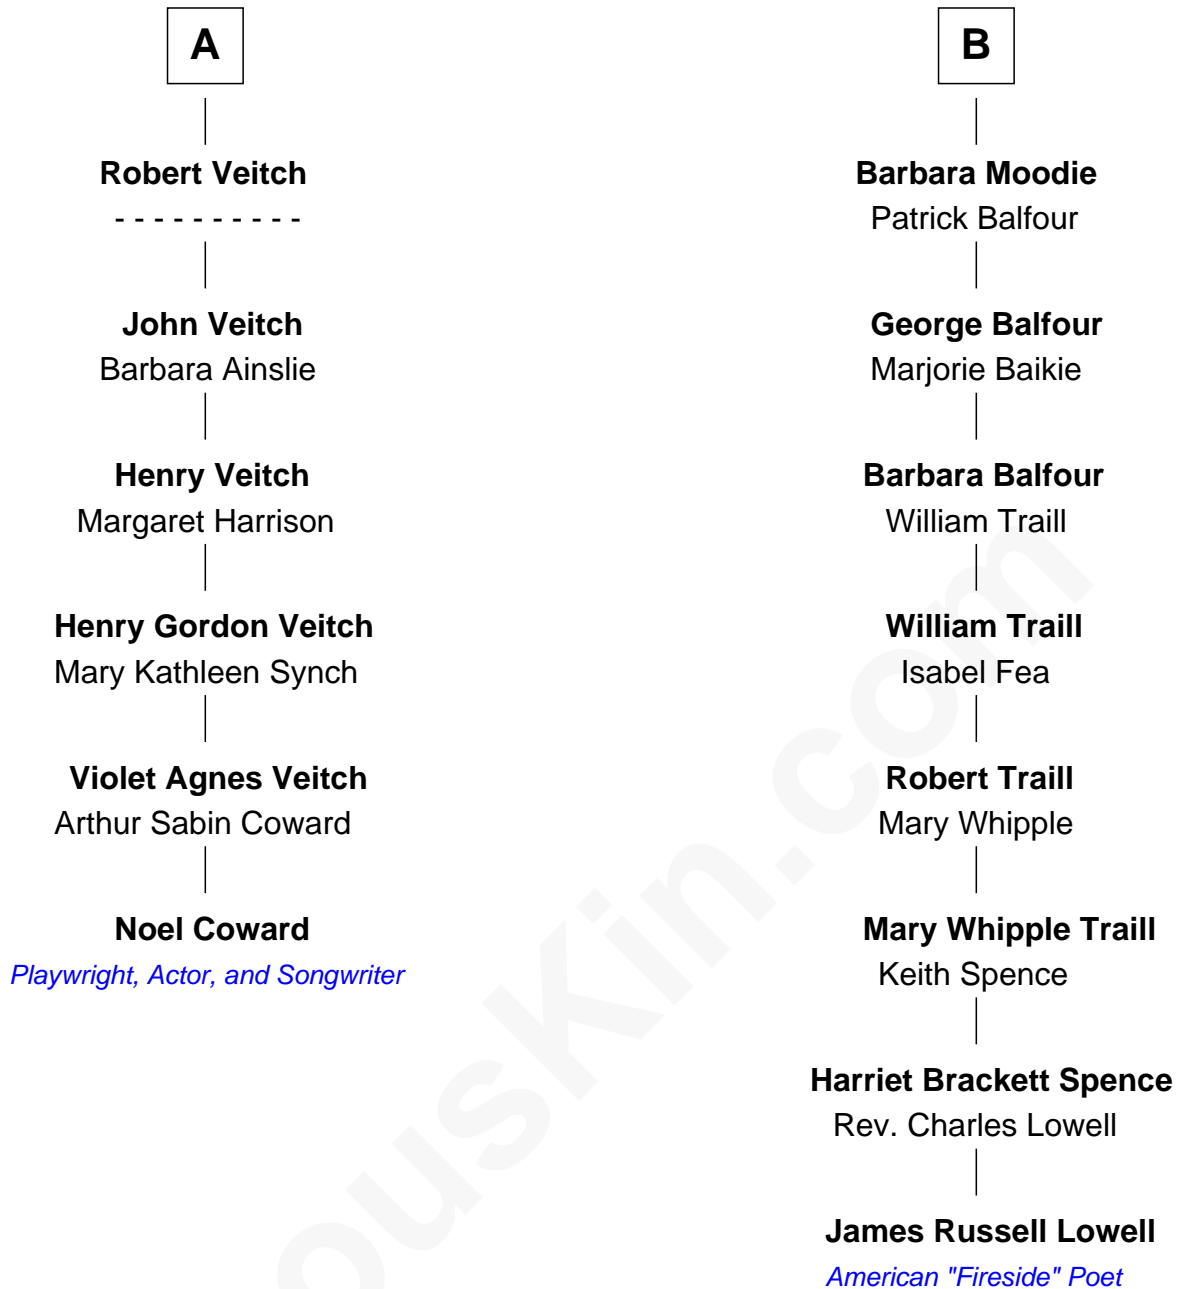 A
Robert Veitch
- - - - - - - - - -
John Veitch
Barbara Ainslie
Henry Veitch
Margaret Harrison
Henry Gordon Veitch
Mary Kathleen Synch
Violet Agnes Veitch
Arthur Sabin Coward
Noel Coward
Playwright, Actor, and Songwriter
B
Barbara Moodie
Patrick Balfour
George Balfour
Marjorie Baikie
Barbara Balfour
William Traill
William Traill
Isabel Fea
Robert Traill
Mary Whipple
Mary Whipple Traill
Keith Spence
Harriet Brackett Spence
Rev. Charles Lowell
James Russell Lowell
American "Fireside" Poet
ousKin.com